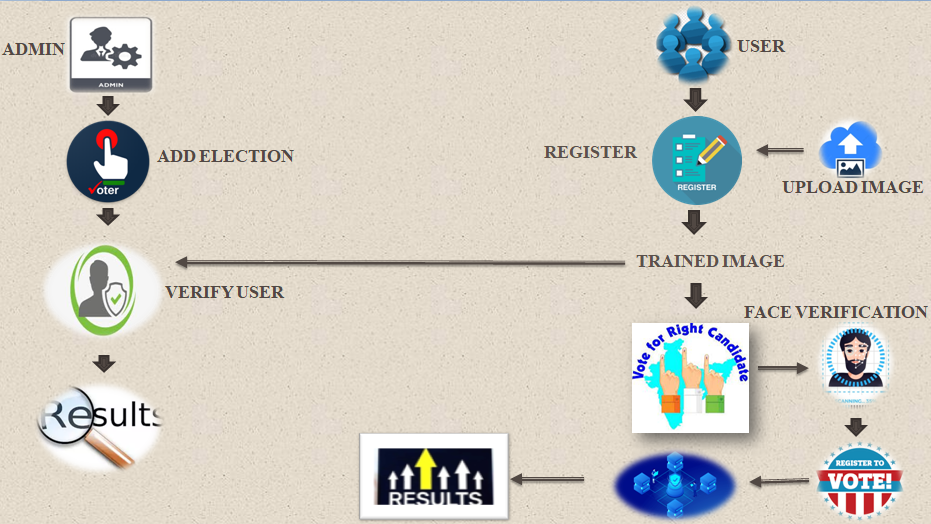 ADMIN
USER
ADMIN
ADD ELECTION
Voter
REGISTER
REGISTER
UPLOAD IMAGE
TRAINED IMAGE
VERIFY USER
FACE VERIFICATION
Vote for Right Candidate
Results
REGISTER TO
VOTE!
RESULTS